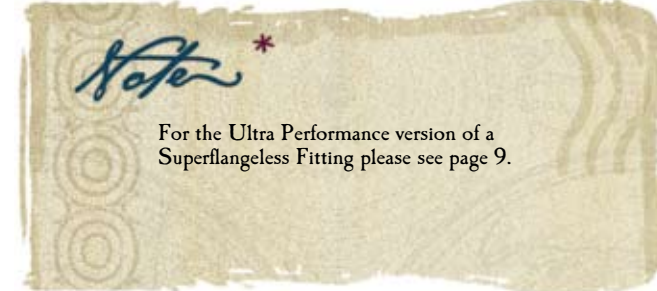 Note*
For the Ultra Performance version of a
Superflangeless Fitting please see page 9.